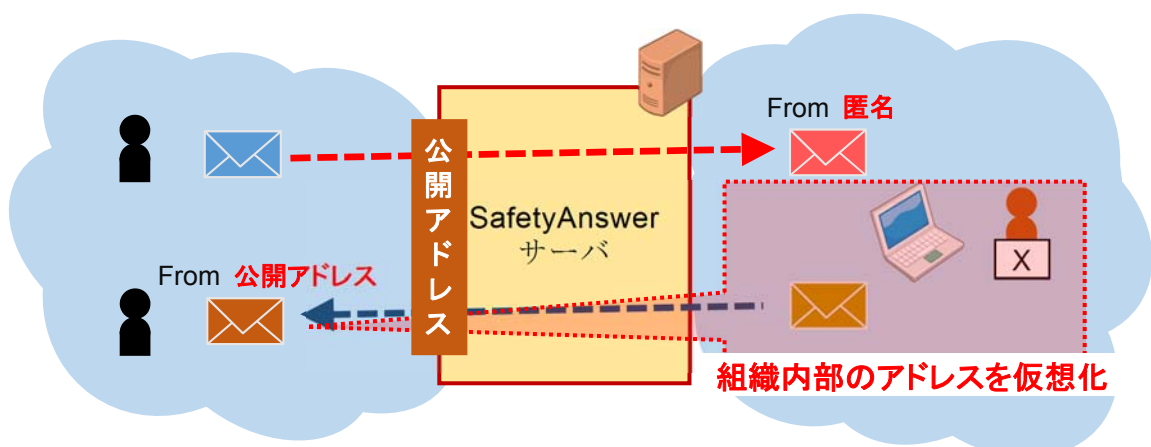 From 匿名
公開アドレス
SafetyAnswer
サーバ
X
From 公開アドレス
組織内部のアドレスを仮想化